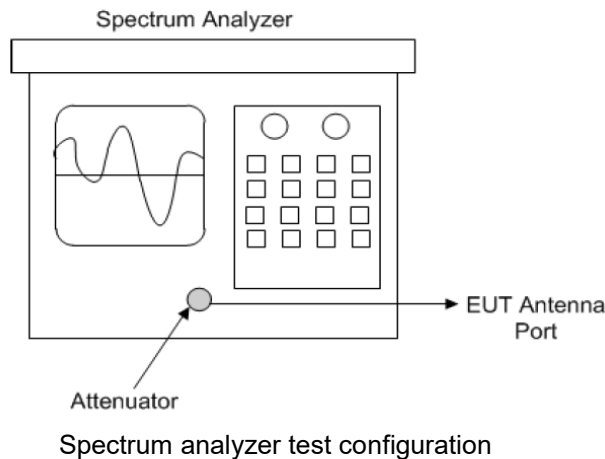 Spectrum Analyzer
EUT Antenna
Port
Attenuator
Spectrum analyzer test configuration